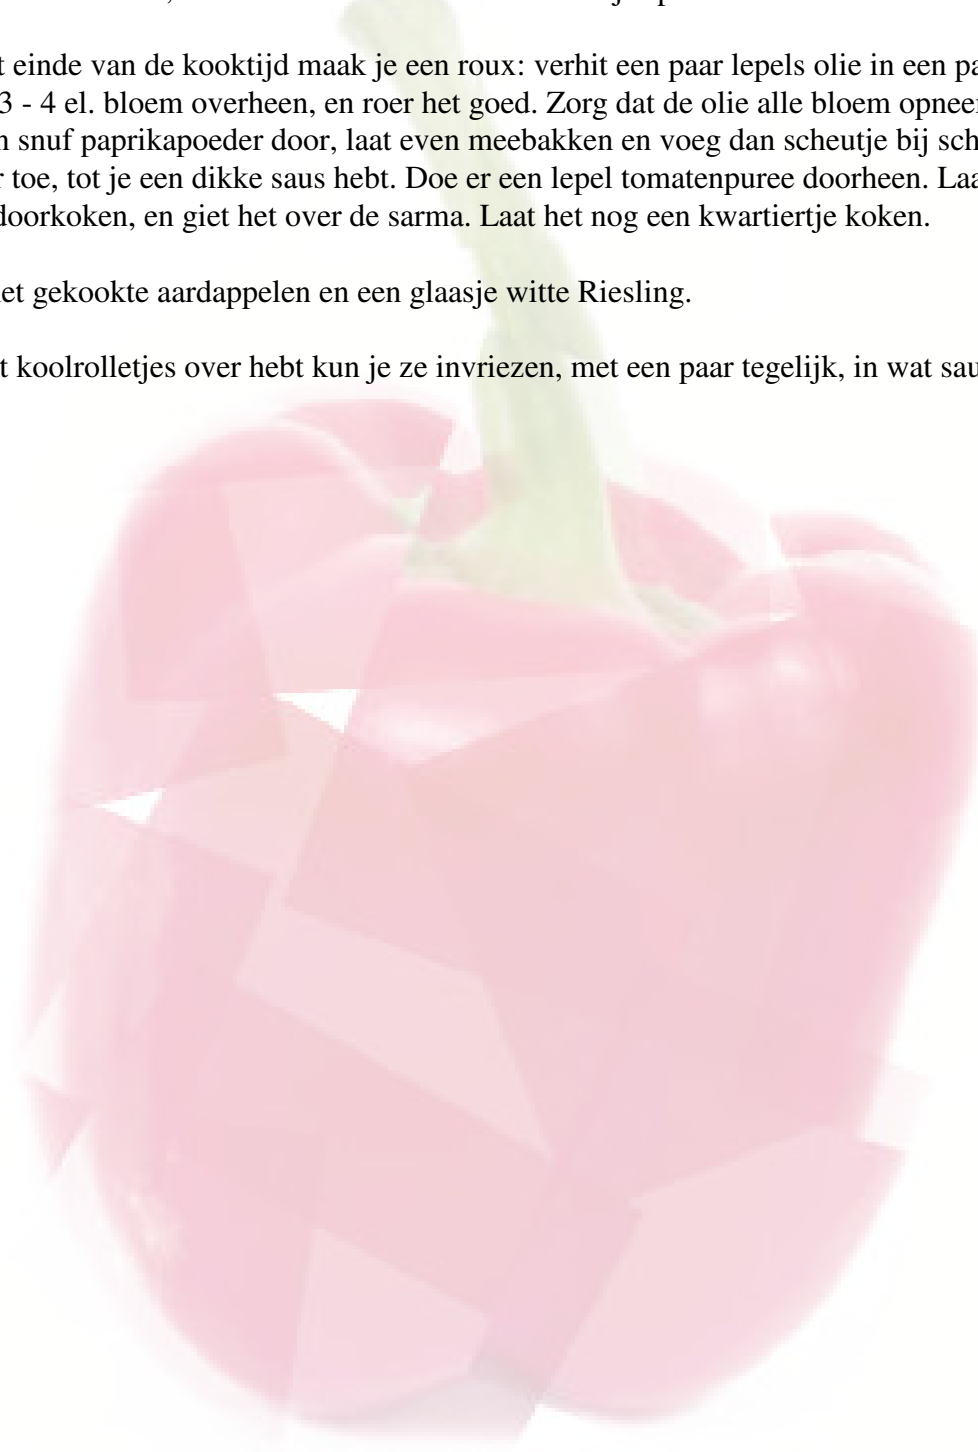 t einde van de kooktijd maak je een roux: verhit een paar lepels olie in een pa
3 - 4 el. bloem overheen, en roer het goed. Zorg dat de olie alle bloem opnee
n snuf paprikapoeder door, laat even meebakken en voeg dan scheutje bij sch
r toe, tot je een dikke saus hebt. Doe er een lepel tomatenpuree doorheen. Laa
doorkoken, en giet het over de sarma. Laat het nog een kwartiertje koken.
et gekookte aardappelen en een glaasje witte Riesling.
t koolrolletjes over hebt kun je ze invriezen, met een paar tegelijk, in wat sau